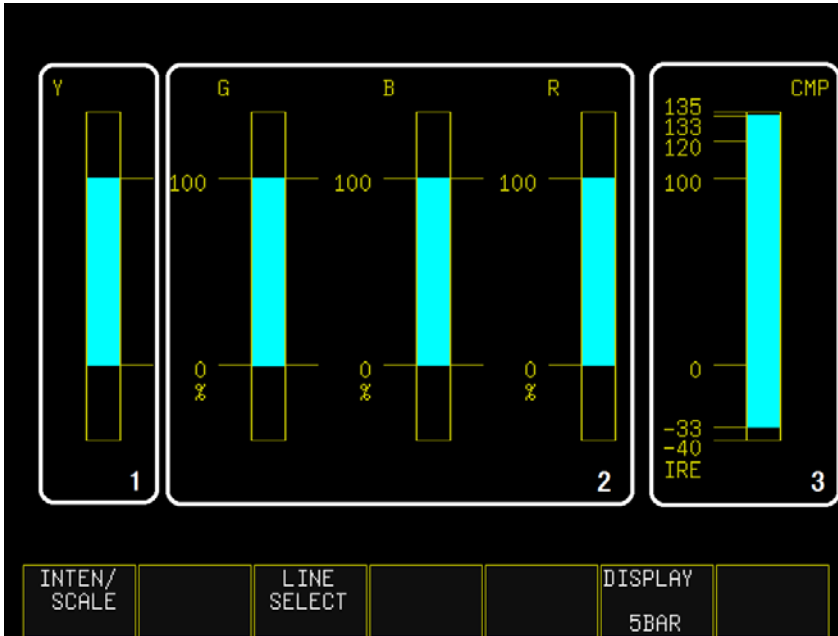 Y
G
B
R
CMP
100
100
100
0
%
0
%
0
%
135
133
120
100
0
-33
-40
IRE
1
2
3
INTEN/
SCALE
LINE
SELECT
DISPLAY
5BAR